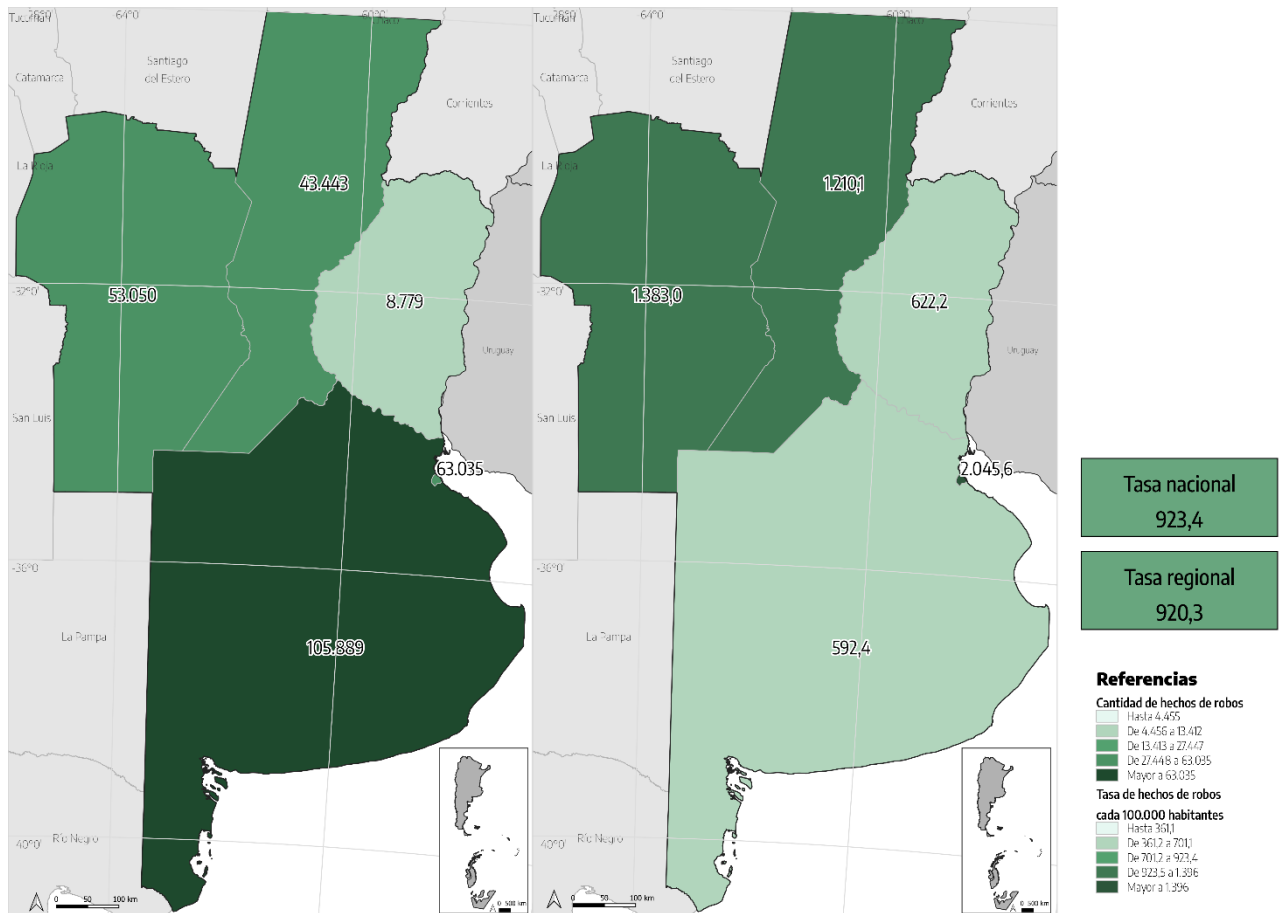 Tucumán
64°0'
60°0'
Santiago
del Estero
Catamarca
Corrientes
La Rioja
43.443
-32°0'
53.050
8.779
Uruguay
San Luis
63.035
-36°0'
La Pampa
105.889
-40°0'
Río Negro
0 50 100 km
0 500 km
Tucumán
64°0'
60°0'
Santiago
del Estero
Catamarca
Corrientes
La Rioja
1.210,1
-32°0'
1.383,0
622,2
Uruguay
San Luis
2.045,6
-36°0'
La Pampa
592,4
-40°0'
Río Negro
0 50 100 km
0 500 km
Tasa nacional
923,4
Tasa regional
920,3
Referencias
Cantidad de hechos de robos
Hasta 4.455
De 4.456 a 13.412
De 13.413 a 27.447
De 27.448 a 63.035
Mayor a 63.035
Tasa de hechos de robos
cada 100.000 habitantes
Hasta 361,1
De 361,2 a 701,1
De 701,2 a 923,4
De 923,5 a 1.396
Mayor a 1.396